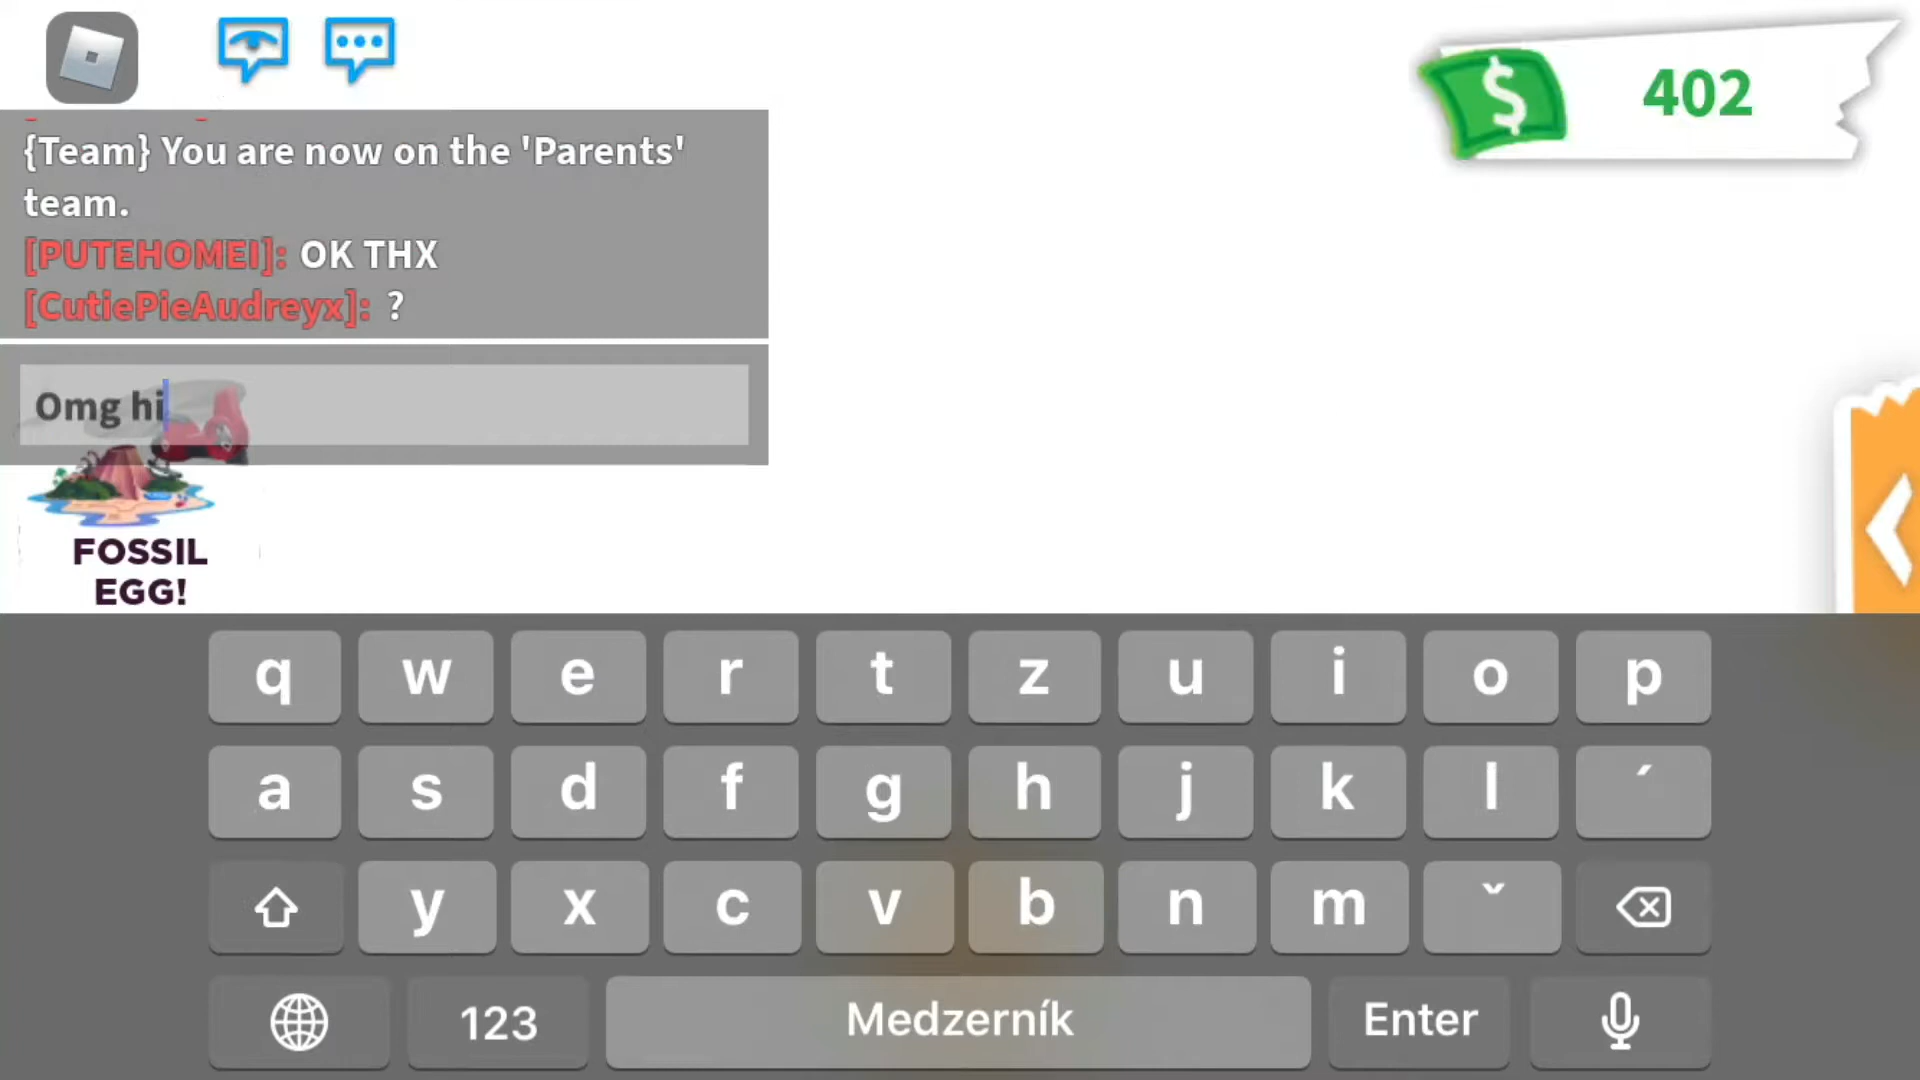 402
{Team} You are now on the 'Parents'
team.
[PUTEHOMEI]: OK THX
[CutiePieAudreyx]: ?
Omg hi
FOSSIL
EGG!
q w e r t z u i o p
a s d f g h j k l ´
y x c v b n m ˇ
123 Medzerník Enter